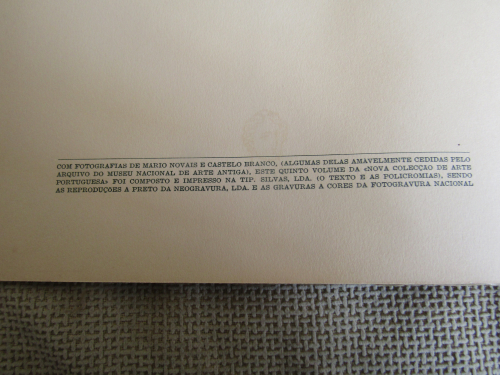 COM FOTOGRAFIAS DE MARIO NOVAIS E CASTELO BRANCO, (ALGUMAS DELAS AMAVELMENTE CEDIDAS PELO
ARQUIVO DO MUSEU NACIONAL DE ARTE ANTIGA), ESTE QUINTO VOLUME DA «NOVA COLECÇÃO DE ARTE
PORTUGUESA» FOI COMPOSTO E IMPRESSO NA TIP. SILVAS, LDA. (O TEXTO E AS POLICROMIAS), SENDO
AS REPRODUÇÕES A PRETO DA NEOGRAVURA, LDA. E AS GRAVURAS A CORES DA FOTOGRAVURA NACIONAL